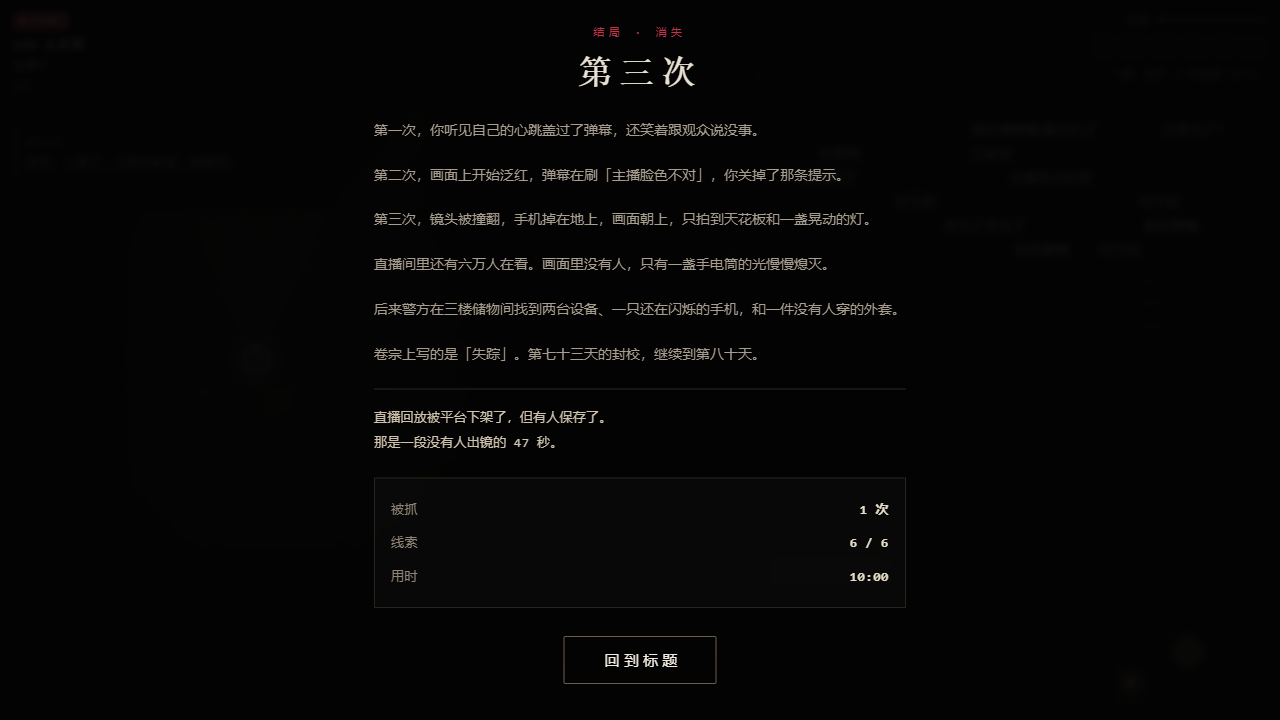 结局 · 消失
第三次
第一次，你听见自己的心跳盖过了弹幕，还笑着跟观众说没事。
第二次，画面上开始泛红，弹幕在刷「主播脸色不对」，你关掉了那条提示。
第三次，镜头被撞翻，手机掉在地上，画面朝上，只拍到天花板和一盏晃动的灯。
直播间里还有六万人在看。画面里没有人，只有一盏手电筒的光慢慢熄灭。
后来警方在三楼储物间找到两台设备、一只还在闪烁的手机，和一件没有人穿的外套。
卷宗上写的是「失踪」。第七十三天的封校，继续到第八十天。
直播回放被平台下架了，但有人保存了。
那是一段没有人出镜的 47 秒。
被抓 1 次
线索 6 / 6
用时 10:00
回到标题